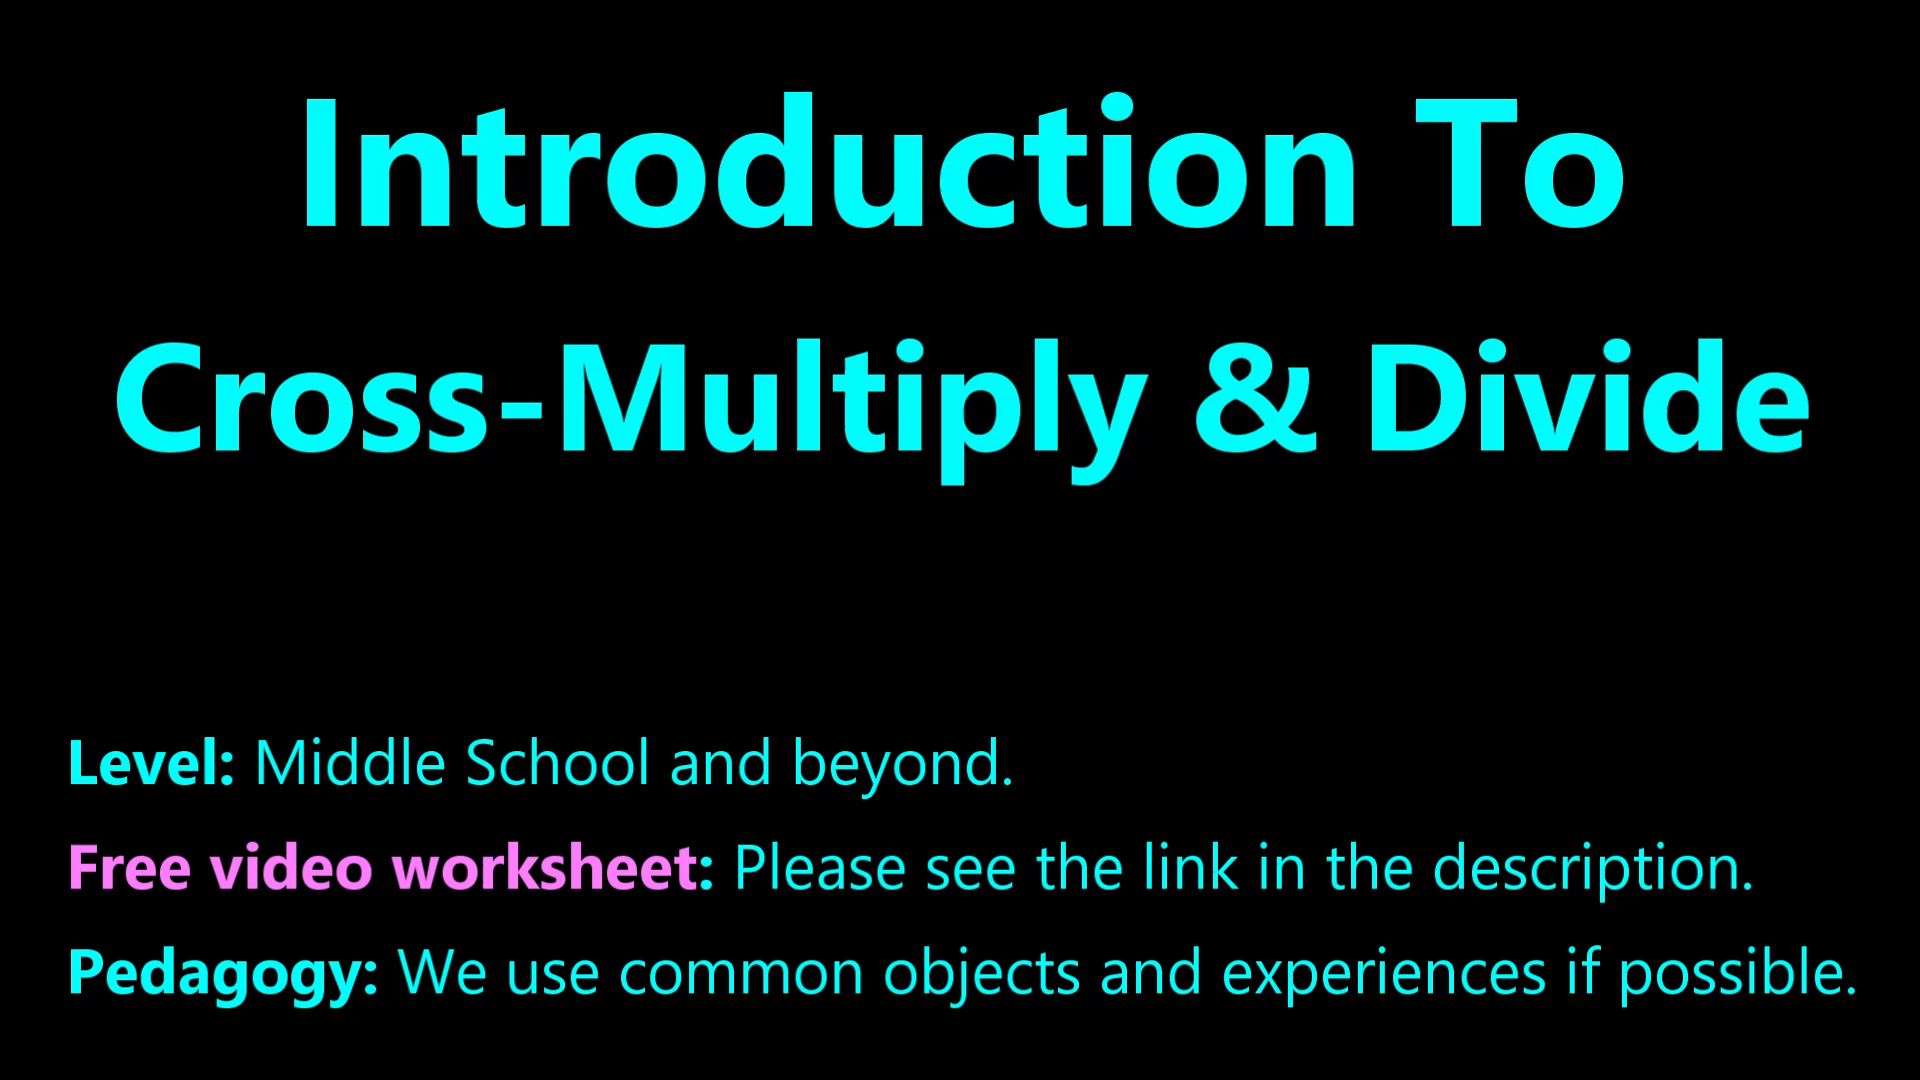 Introduction To
Cross-Multiply & Divide
Level: Middle School and beyond.
Free video worksheet: Please see the link in the description.
Pedagogy: We use common objects and experiences if possible.